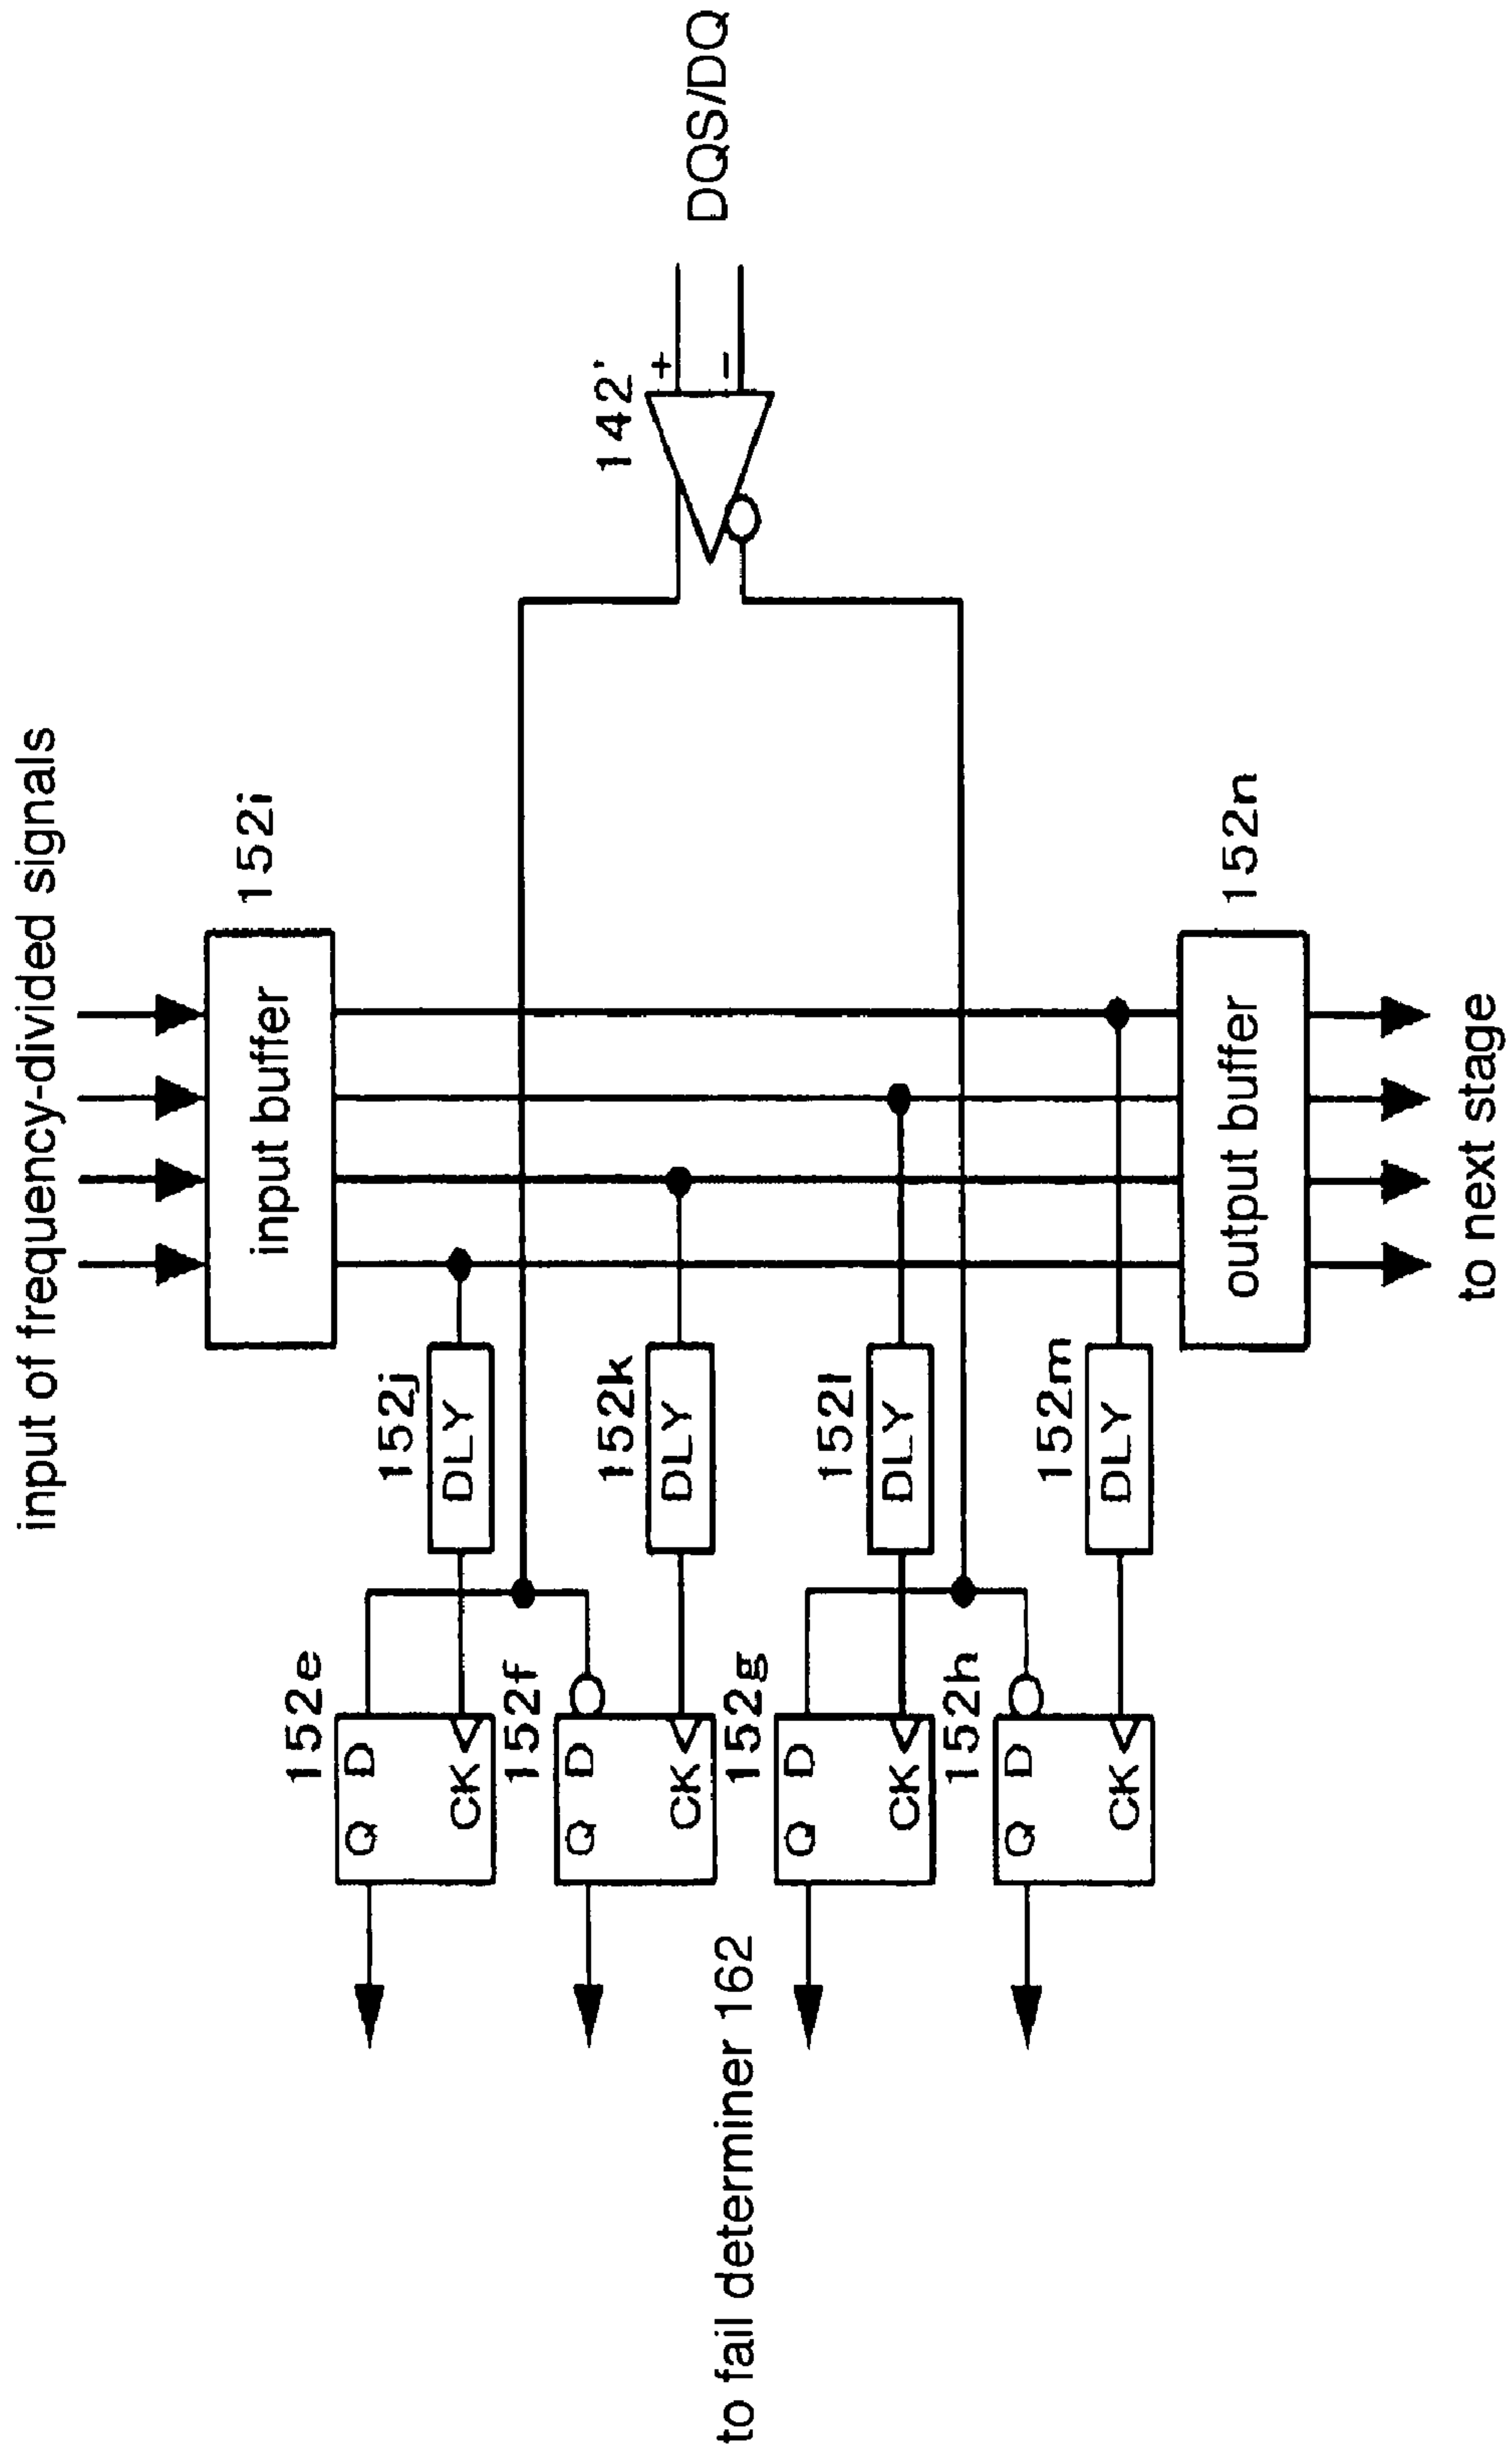 input of frequency-divided signals
152i
input buffer
152j
DLY
152k
DLY
152l
DLY
152m
DLY
152e
D
Q
CK
152f
D
Q
CK
152g
D
Q
CK
152h
D
Q
CK
to fail determiner 162
142'
+
−
DQS/DQ
152n
output buffer
to next stage